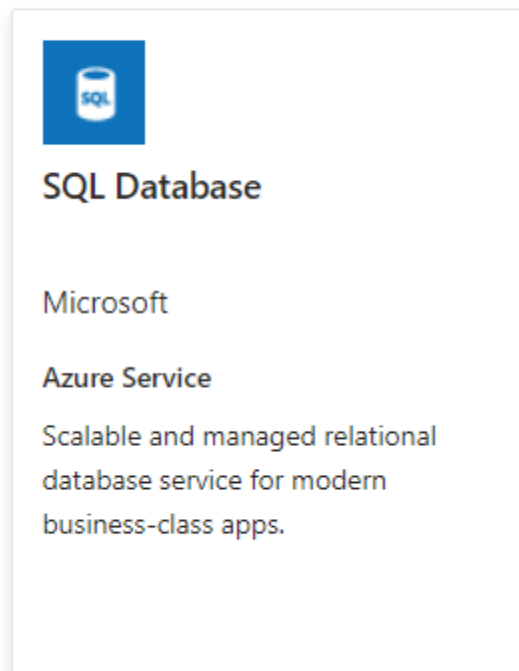 SQL
SQL Database
Microsoft
Azure Service
Scalable and managed relational
database service for modern
business-class apps.